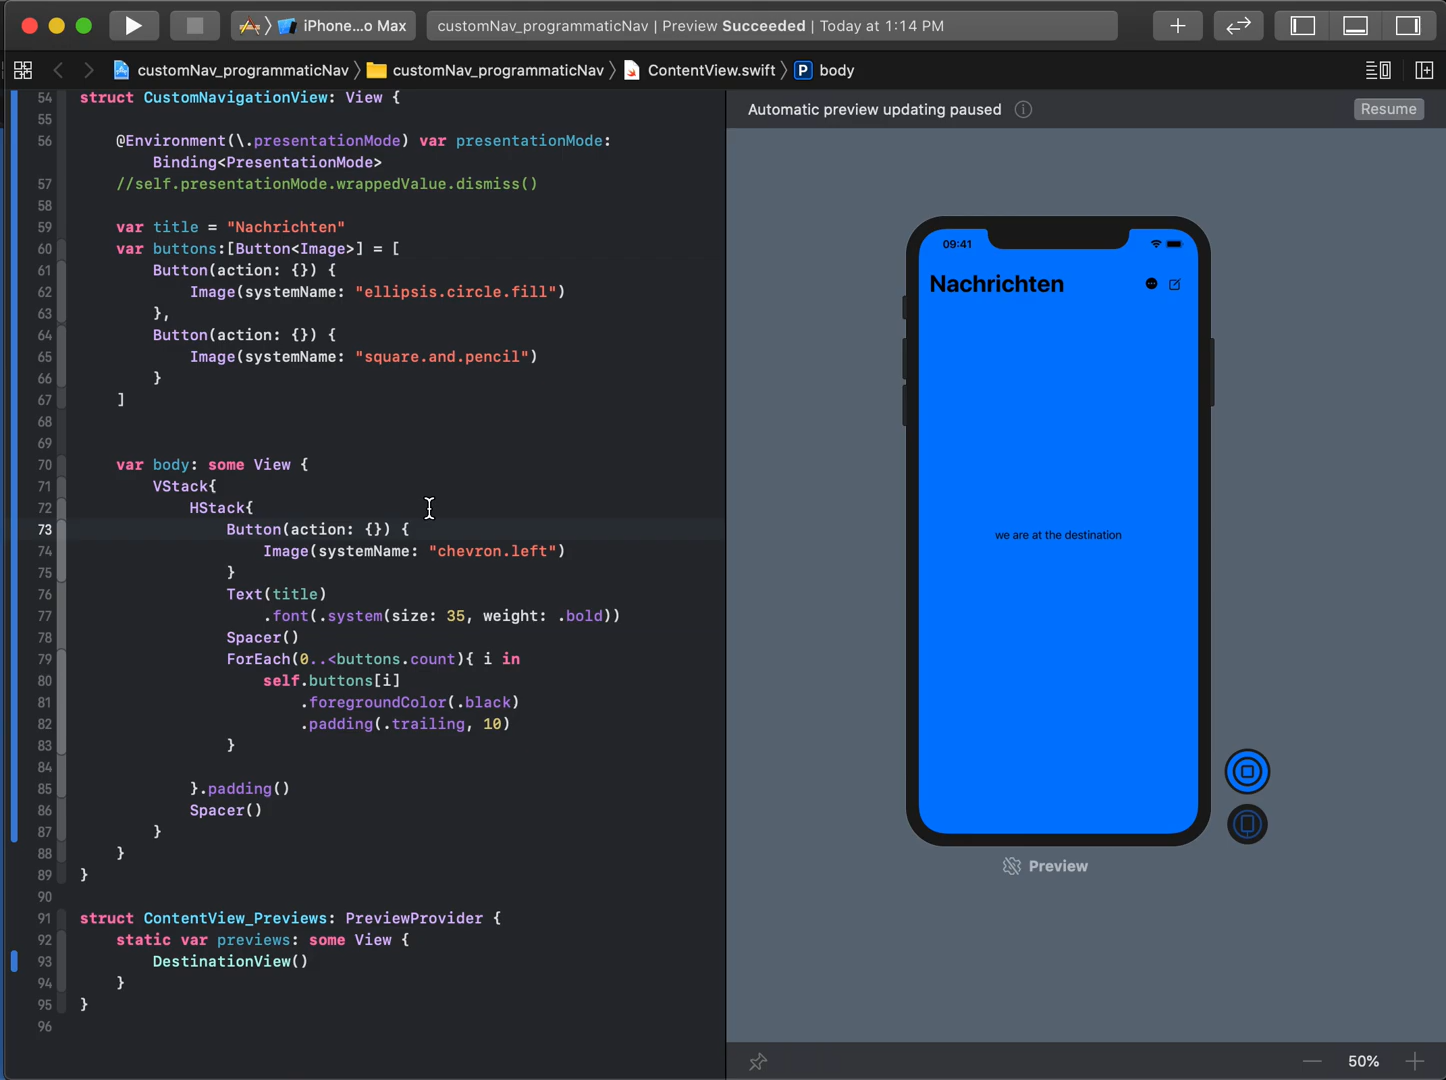 iPhone...o Max
customNav_programmaticNav | Preview Succeeded | Today at 1:14 PM
customNav_programmaticNav
customNav_programmaticNav
ContentView.swift
P body
54 struct CustomNavigationView: View {
55
56 @Environment(\.presentationMode) var presentationMode:
Binding<PresentationMode>
57 //self.presentationMode.wrappedValue.dismiss()
58
59 var title = "Nachrichten"
60 var buttons:[Button<Image>] = [
61 Button(action: {}) {
62 Image(systemName: "ellipsis.circle.fill")
63 },
64 Button(action: {}) {
65 Image(systemName: "square.and.pencil")
66 }
67 ]
68
69
70 var body: some View {
71 VStack{
72 HStack{
73 Button(action: {}) {
74 Image(systemName: "chevron.left")
75 }
76 Text(title)
77 .font(.system(size: 35, weight: .bold))
78 Spacer()
79 ForEach(0..<buttons.count){ i in
80 self.buttons[i]
81 .foregroundColor(.black)
82 .padding(.trailing, 10)
83 }
84
85 }.padding()
86 Spacer()
87 }
88 }
89 }
90
91 struct ContentView_Previews: PreviewProvider {
92 static var previews: some View {
93 DestinationView()
94 }
95 }
96
Automatic preview updating paused
Resume
09:41
Nachrichten
we are at the destination
Preview
50%